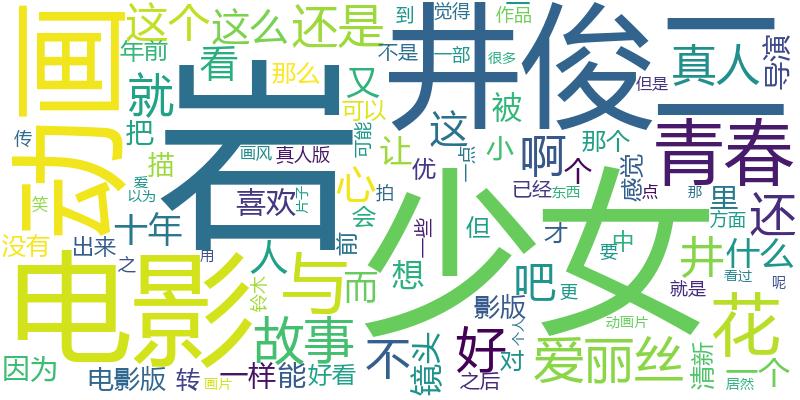 动画
岩
井俊二
少女
电影
青春
花
爱丽丝
故事
与
这个
这么
还是
到
觉得
作品
年前
看
那么
不是
一部
很多
真人
导演
就
又
可以
但是
把
传
画风
真人版
可能
这
被
那个
啊
个
感觉
描
让
优
小
一点
已经
点
那
里
还
笑
爱
以为
喜欢
片子
心
拍
会
前
一些
但
才
东西
方面
没有
出来
十年
之
用
人
而
想
吧
要
中
更
井
什么
看过
呢
铃木
影版
就是
动画片
个人
不
镜头
好
对
清新
因为
电影版
转
画片
一样
能
好看
之后
一个
居然